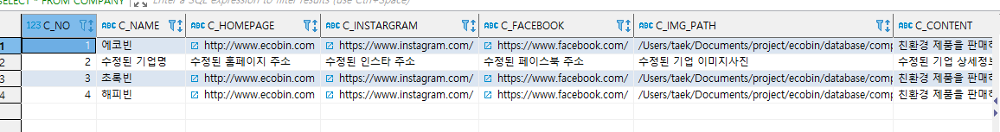 SELECT * FROM COMPANY Enter a SQL expression to filter results (use Ctrl+Space)
123 C_NO ABC C_NAME ABC C_HOMEPAGE ABC C_INSTARGRAM ABC C_FACEBOOK ABC C_IMG_PATH ABC C_CONTENT
1 1 에코빈 http://www.ecobin.com https://www.instagram.com/ https://www.facebook.com/ /Users/taek/Documents/project/ecobin/database/comp 친환경 제품을 판매하
2 2 수정된 기업명 수정된 홈페이지 주소 수정된 인스타 주소 수정된 페이스북 주소 수정된 기업 이미지사진 수정된 기업 상세정보
3 3 초록빈 http://www.ecobin.com https://www.instagram.com/ https://www.facebook.com/ /Users/taek/Documents/project/ecobin/database/comp 친환경 제품을 판매하
4 4 해피빈 http://www.ecobin.com https://www.instagram.com/ https://www.facebook.com/ /Users/taek/Documents/project/ecobin/database/comp 친환경 제품을 판매하